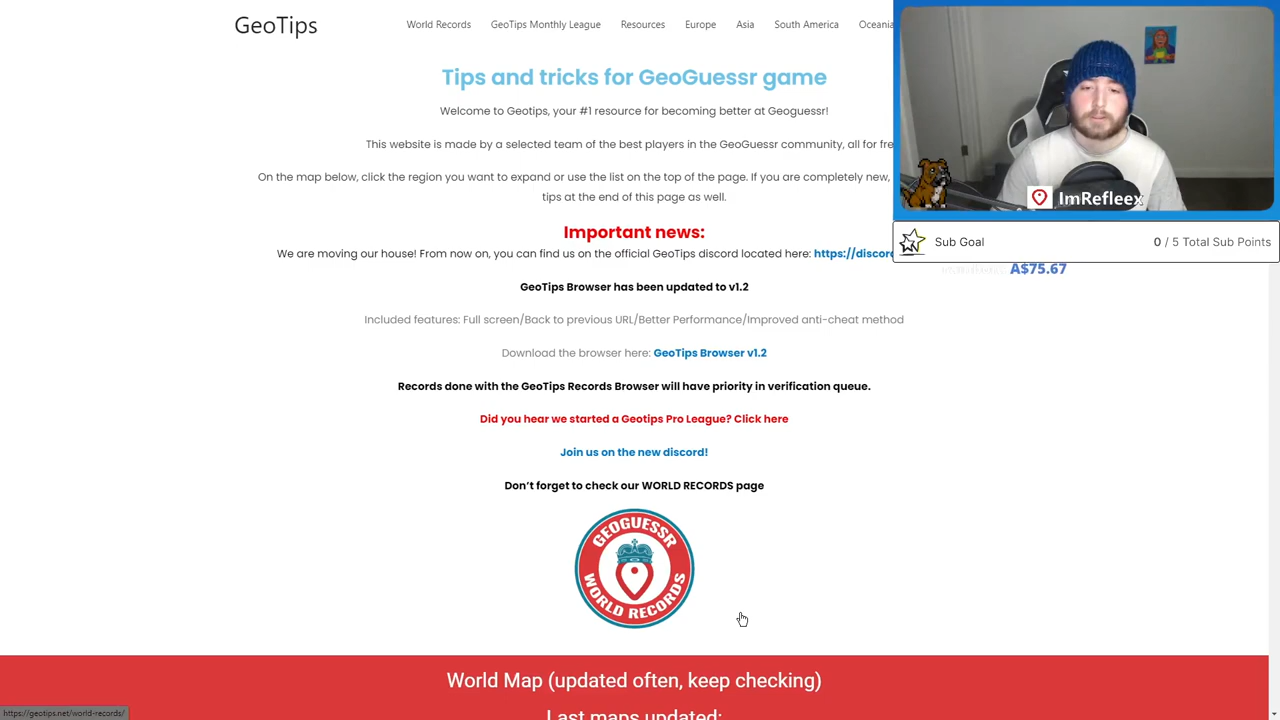 GeoTips
World Records GeoTips Monthly League Resources Europe Asia South America Oceania
Tips and tricks for GeoGuessr game
Welcome to Geotips, your #1 resource for becoming better at Geoguessr!
This website is made by a selected team of the best players in the GeoGuessr community, all for fre
On the map below, click the region you want to expand or use the list on the top of the page. If you are completely new,
tips at the end of this page as well.
Important news:
We are moving our house! From now on, you can find us on the official GeoTips discord located here: https://discor
GeoTips Browser has been updated to v1.2
Included features: Full screen/Back to previous URL/Better Performance/Improved anti-cheat method
Download the browser here: GeoTips Browser v1.2
Records done with the GeoTips Records Browser will have priority in verification queue.
Did you hear we started a Geotips Pro League? Click here
Join us on the new discord!
Don't forget to check our WORLD RECORDS page
GEOGUESSR
WORLD RECORDS
World Map (updated often, keep checking)
Last maps updated:
https://geotips.net/world-records/
ImRefleex
Sub Goal 0 / 5 Total Sub Points
A$75.67